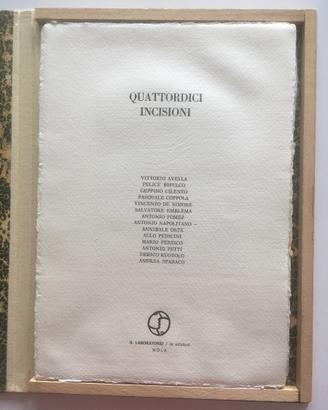 QUATTORDICI
INCISIONI
VITTORIO AVELLA
FELICE BIFULCO
GEPPINO CILENTO
PASQUALE COPPOLA
VINCENZO DE SIMONE
SALVATORE EMBLEMA
ANTONIO FOMEZ
ANTONIO NAPOLITANO
ANNIBALE OSTE
AULO PEDICINI
MARIO PERSICO
ANTONIO PETTI
ERRICO RUOTOLO
ANDREA SPARACO
IL LABORATORIO / le edizioni
NOLA